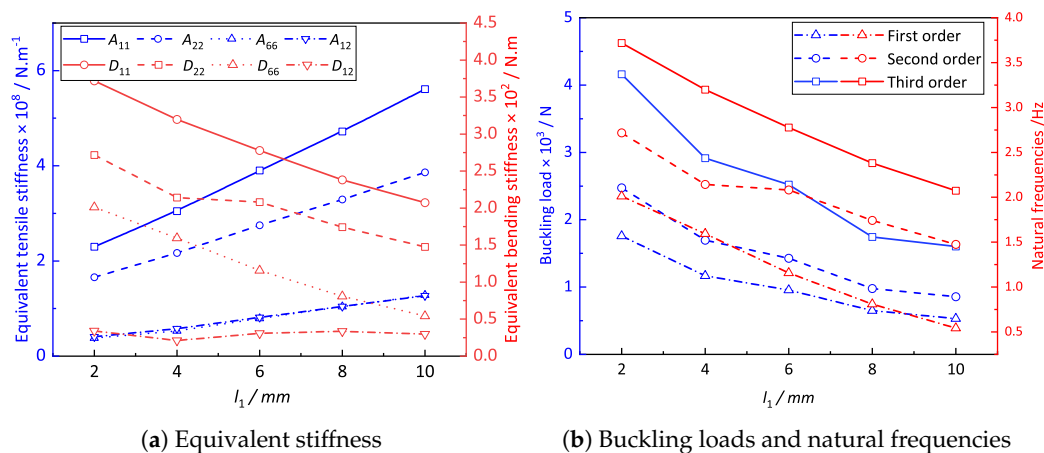 A11 A22 A66 A12
D11 D22 D66 D12
Equivalent tensile stiffness × 10^8 / N.m^-1
0
2
4
6
2 4 6 8 10
l1 / mm
0.0
0.5
1.0
1.5
2.0
2.5
3.0
3.5
4.0
4.5
Equivalent bending stiffness × 10^2 / N.m
(a) Equivalent stiffness
First order
Second order
Third order
Buckling load × 10^3 / N
0
1
2
3
4
5
2 4 6 8 10
l1 / mm
0.5
1.0
1.5
2.0
2.5
3.0
3.5
4.0
Natural frequencies /Hz
(b) Buckling loads and natural frequencies